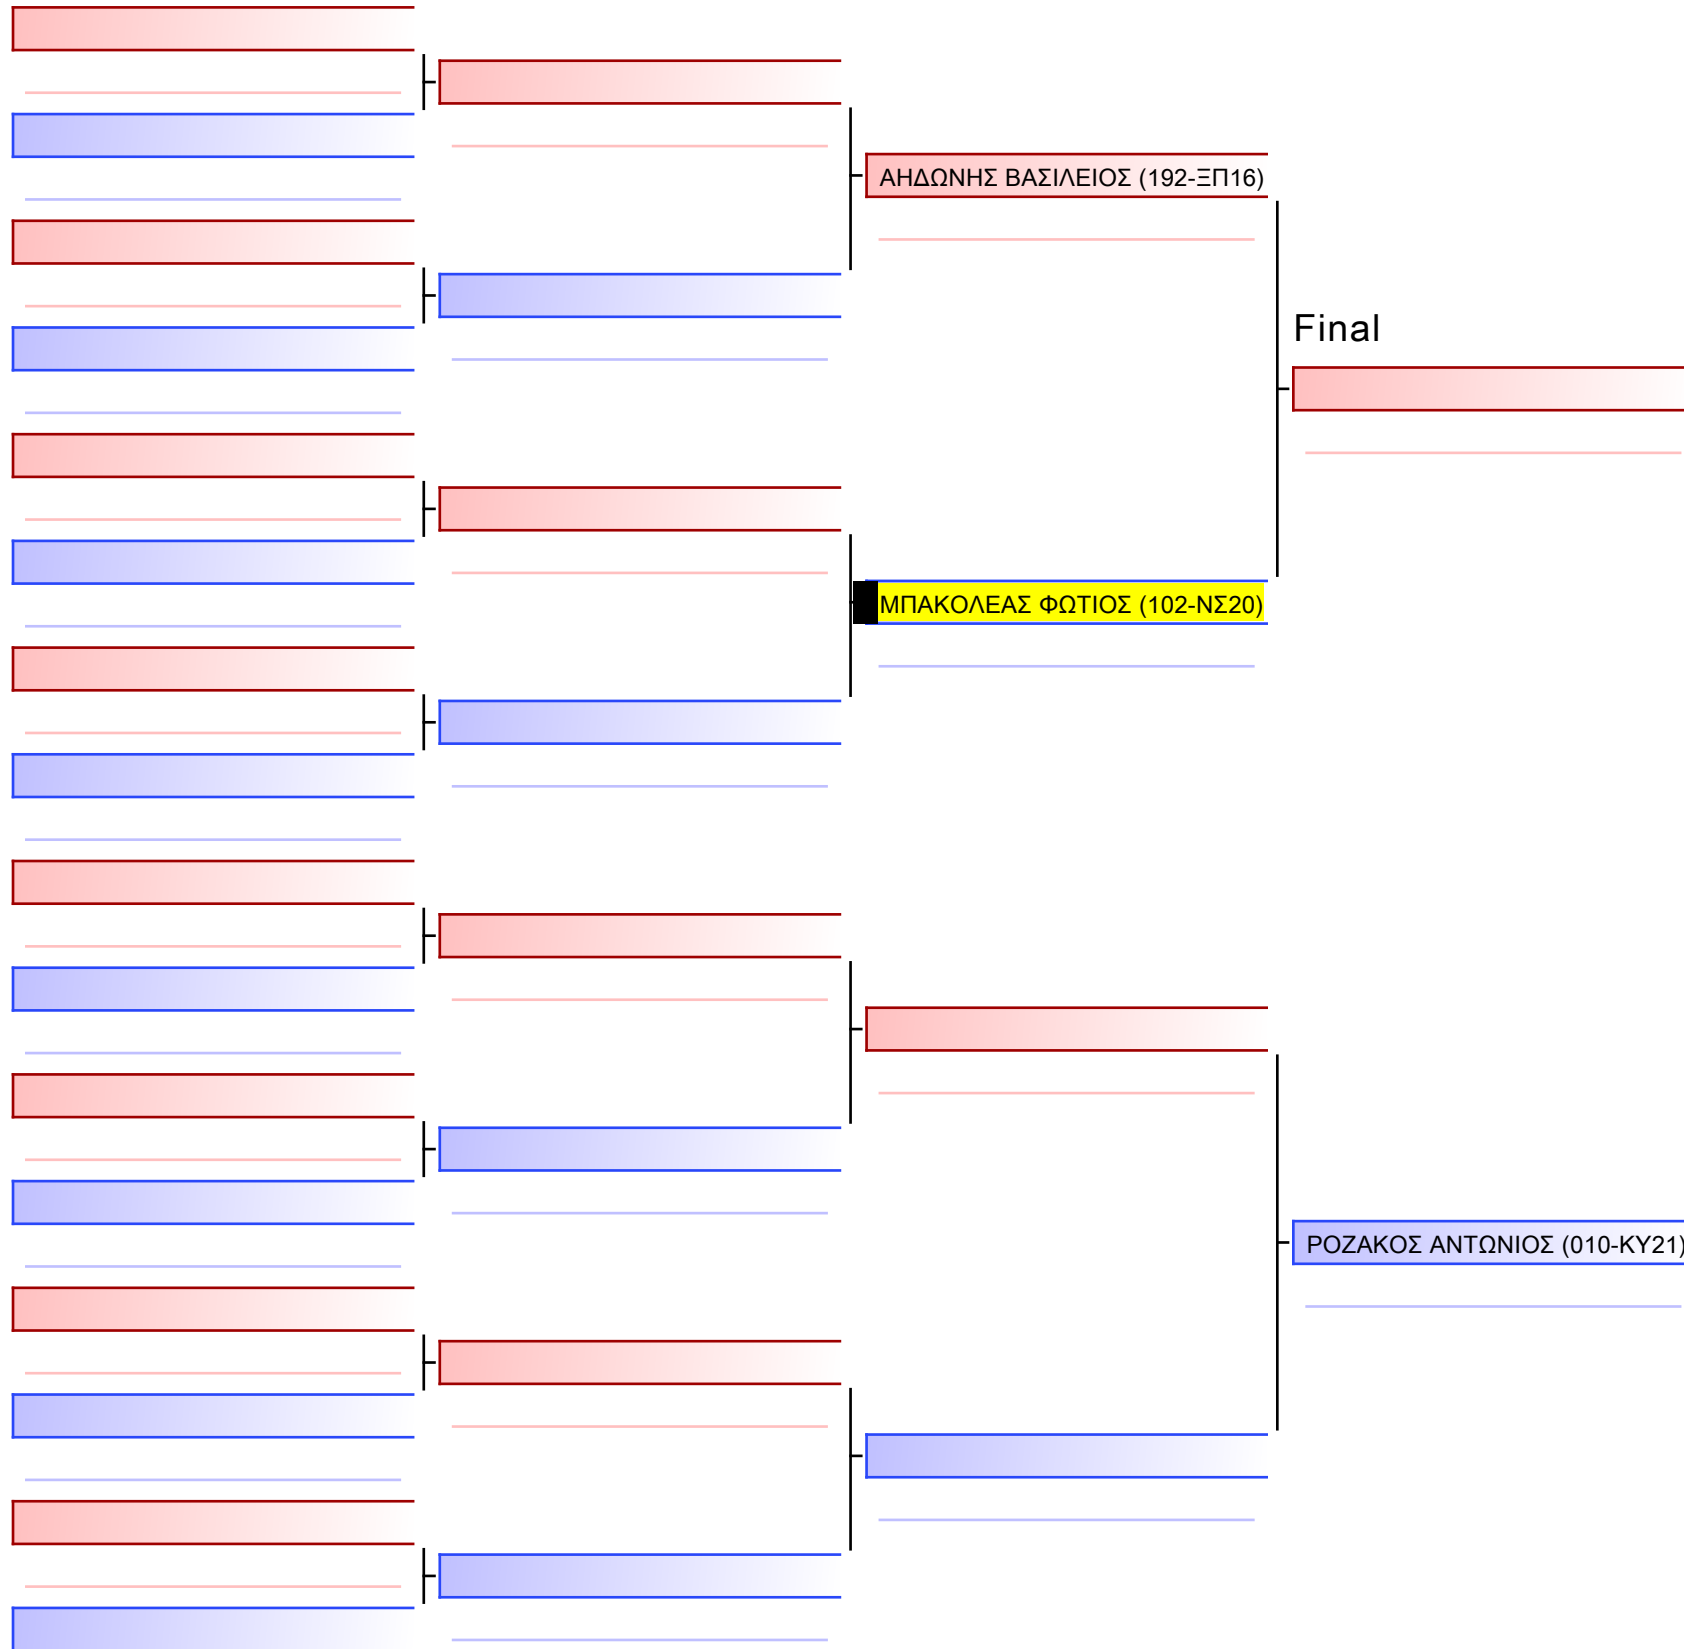 ΑΗΔΩΝΗΣ ΒΑΣΙΛΕΙΟΣ (192-ΞΠ16)
Final
ΜΠΑΚΟΛΕΑΣ ΦΩΤΙΟΣ (102-ΝΣ20)
ΡΟΖΑΚΟΣ ΑΝΤΩΝΙΟΣ (010-ΚΥ21)